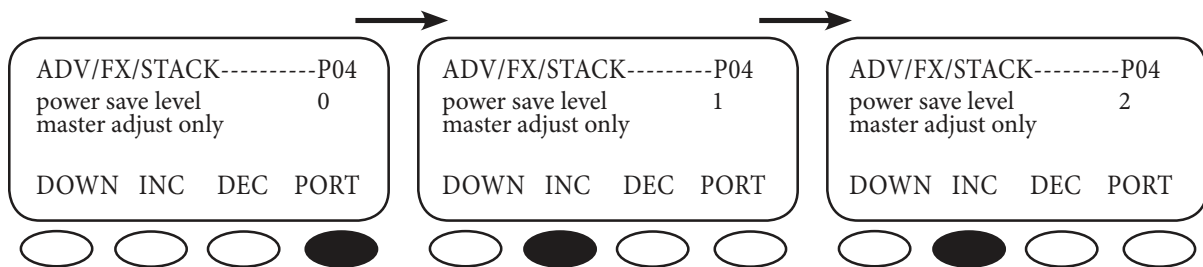 ADV/FX/STACK----------P04
power save level 0
master adjust only
DOWN INC DEC PORT
ADV/FX/STACK---------P04
power save level 1
master adjust only
DOWN INC DEC PORT
ADV/FX/STACK---------P04
power save level 2
master adjust only
DOWN INC DEC PORT